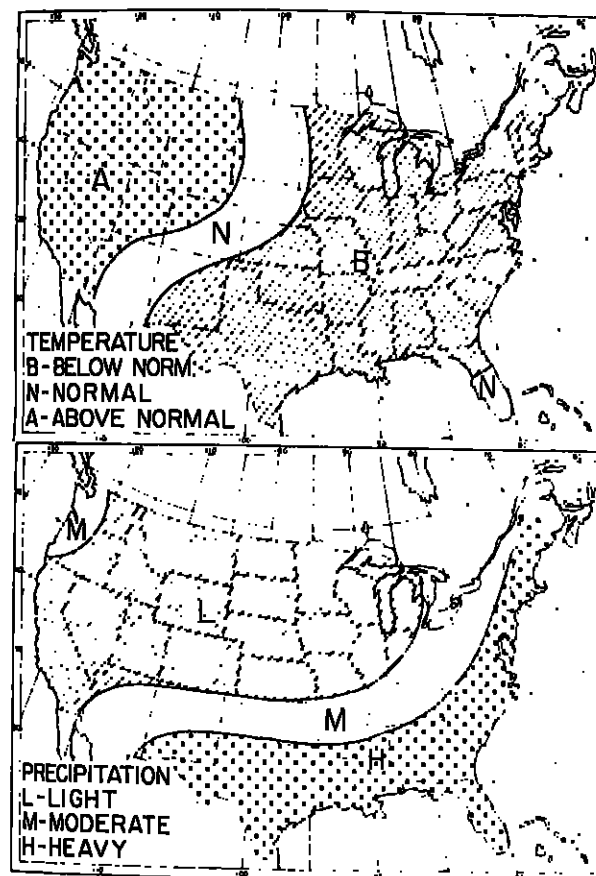 A
N
B
N
TEMPERATURE
B-BELOW NORM.
N-NORMAL
A-ABOVE NORMAL
M
L
M
H
PRECIPITATION
L-LIGHT
M-MODERATE
H-HEAVY